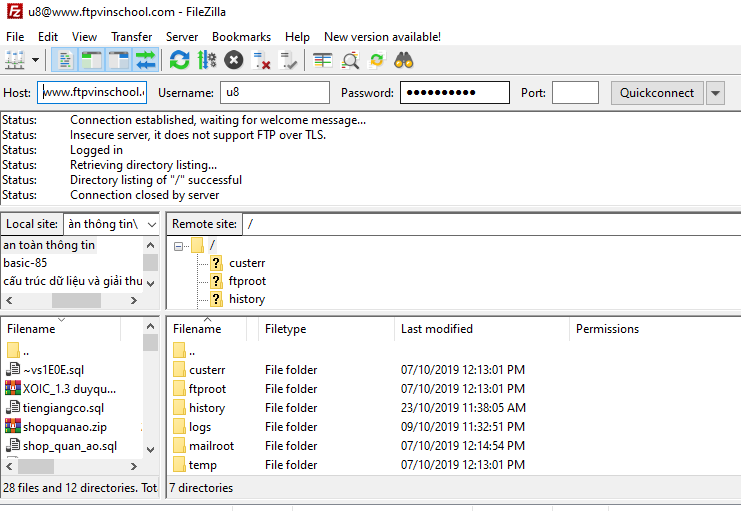 u8@www.ftpvinschool.com - FileZilla
File Edit View Transfer Server Bookmarks Help New version available!
Host: www.ftpvinschool. Username: u8 Password: ●●●●●●●●●● Port: Quickconnect
Status: Connection established, waiting for welcome message...
Status: Insecure server, it does not support FTP over TLS.
Status: Logged in
Status: Retrieving directory listing...
Status: Directory listing of "/" successful
Status: Connection closed by server
Local site: àn thông tin\
an toàn thông tin
basic-85
cấu trúc dữ liệu và giải thu
Remote site: /
/
custerr
ftproot
history
Filename
..
~vs1E0E.sql
XOIC_1.3 duyqu...
tiengiangco.sql
shopquanao.zip
shop_quan_ao.sql
28 files and 12 directories. Tot
Filename Filetype Last modified Permissions
..
custerr File folder 07/10/2019 12:13:01 PM
ftproot File folder 07/10/2019 12:13:01 PM
history File folder 23/10/2019 11:38:05 AM
logs File folder 09/10/2019 11:32:51 PM
mailroot File folder 07/10/2019 12:14:54 PM
temp File folder 07/10/2019 12:13:01 PM
7 directories